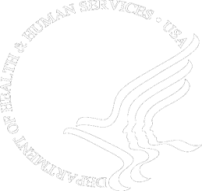 DEPARTMENT OF HEALTH & HUMAN SERVICES · USA